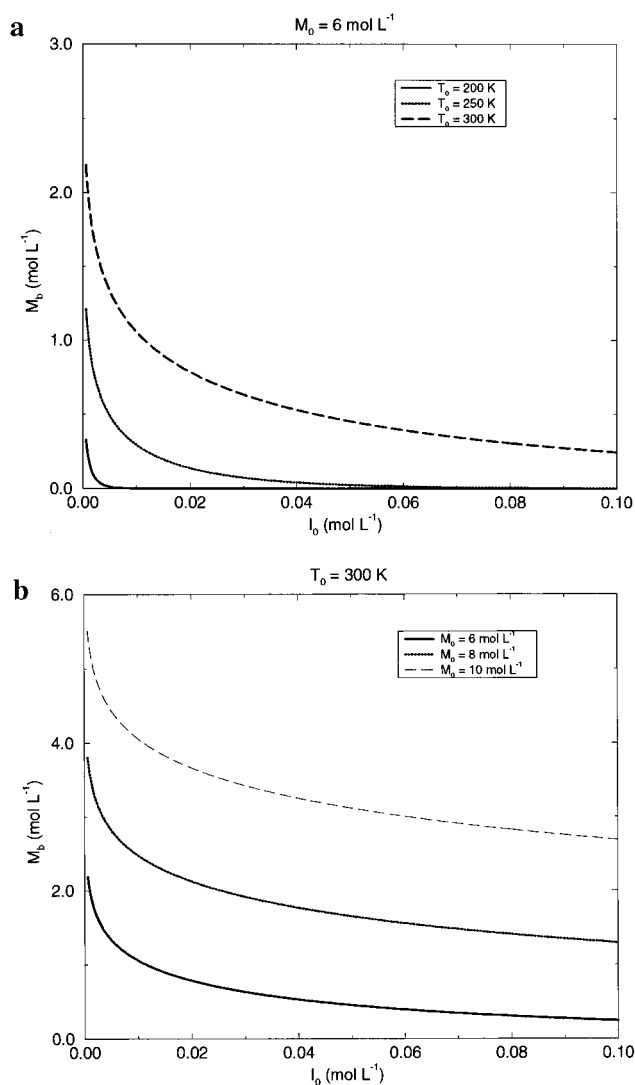 a
M₀ = 6 mol L⁻¹
3.0
T₀ = 200 K
T₀ = 250 K
T₀ = 300 K
2.0
M_b (mol L⁻¹)
1.0
0.0
0.00 0.02 0.04 0.06 0.08 0.10
I₀ (mol L⁻¹)
b
T₀ = 300 K
6.0
M₀ = 6 mol L⁻¹
M₀ = 8 mol L⁻¹
M₀ = 10 mol L⁻¹
4.0
M_b (mol L⁻¹)
2.0
0.0
0.00 0.02 0.04 0.06 0.08 0.10
I₀ (mol L⁻¹)